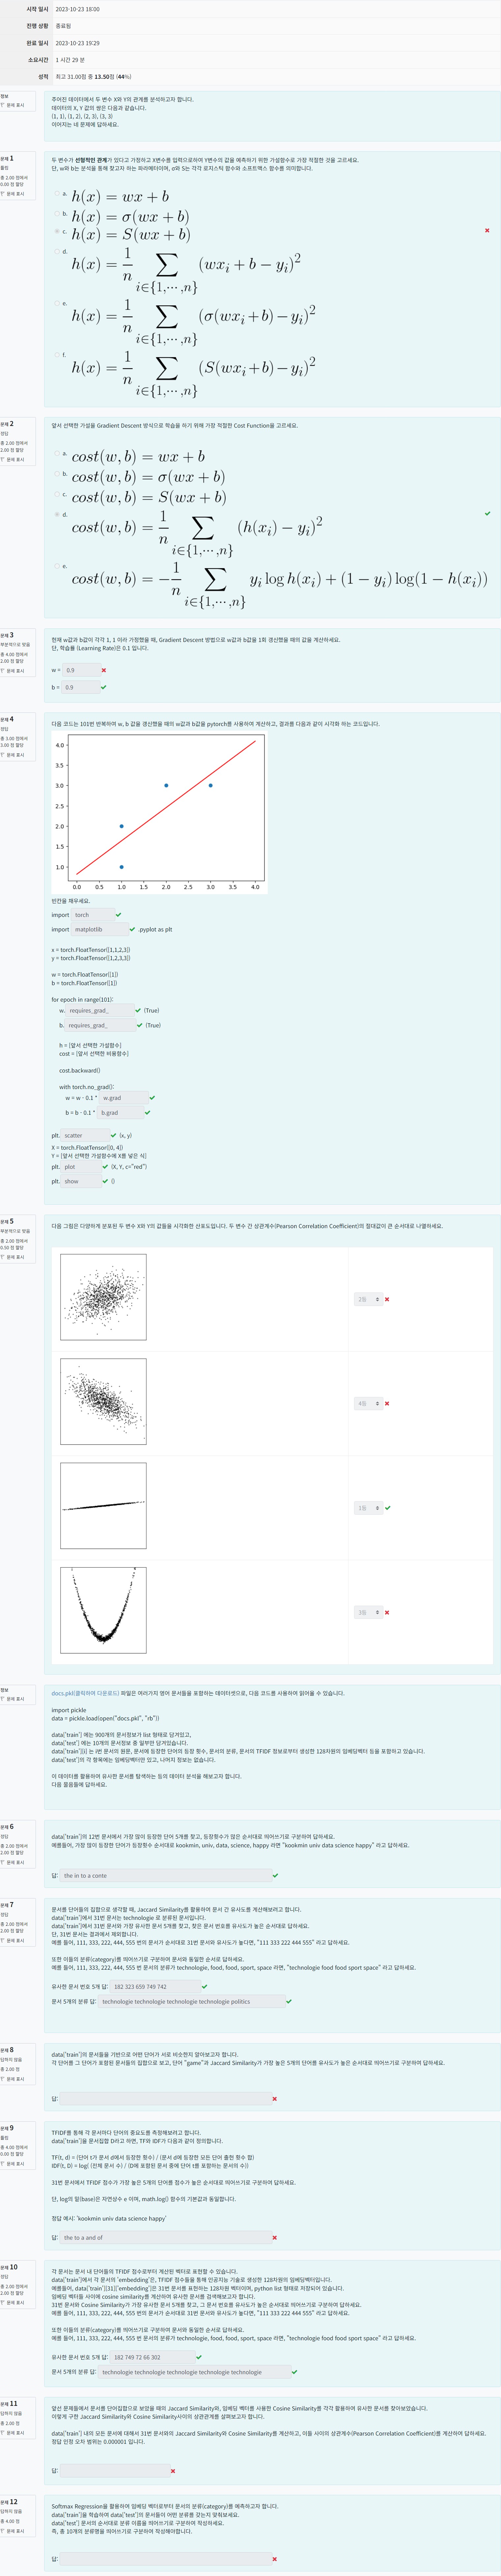 시작 일시 2023-10-23 18:00
진행 상황 종료됨
완료 일시 2023-10-23 19:29
소요시간 1 시간 29 분
성적 최고 31.00점 중 13.50점 (44%)
정보
문제 표시
주어진 데이터에서 두 변수 X와 Y의 관계를 분석하고자 합니다.
데이터의 X, Y 값의 쌍은 다음과 같습니다.
(1, 1), (1, 2), (2, 3), (3, 3)
이어지는 네 문제에 답하세요.
문제 1
틀림
총 2.00 점에서 0.00 점 할당
문제 표시
두 변수가 선형적인 관계가 있다고 가정하고 X변수를 입력으로하여 Y변수의 값을 예측하기 위한 가설함수로 가장 적절한 것을 고르세요.
단, w와 b는 분석을 통해 찾고자 하는 파라메터이며, σ와 S는 각각 로지스틱 함수와 소프트맥스 함수를 의미합니다.
a. h(x) = wx + b
b. h(x) = σ(wx + b)
c. h(x) = S(wx + b)
d. h(x) = 1/n ∑ i∈{1,⋯,n} (wx_i + b − y_i)^2
e. h(x) = 1/n ∑ i∈{1,⋯,n} (σ(wx_i+b)−y_i)^2
f. h(x) = 1/n ∑ i∈{1,⋯,n} (S(wx_i+b)−y_i)^2
문제 2
정답
총 2.00 점에서 2.00 점 할당
문제 표시
앞서 선택한 가설을 Gradient Descent 방식으로 학습을 하기 위해 가장 적절한 Cost Function을 고르세요.
a. cost(w, b) = wx + b
b. cost(w, b) = σ(wx + b)
c. cost(w, b) = S(wx + b)
d. cost(w, b) = 1/n ∑ i∈{1,⋯,n} (h(x_i) − y_i)^2
e. cost(w, b) = −1/n ∑ i∈{1,⋯,n} y_i log h(x_i) + (1 − y_i) log(1 − h(x_i))
문제 3
부분적으로 맞음
총 4.00 점에서 2.00 점 할당
문제 표시
현재 w값과 b값이 각각 1, 1 이라 가정했을 때, Gradient Descent 방법으로 w값과 b값을 1회 갱신했을 때의 값을 계산하세요.
단, 학습률 (Learning Rate)은 0.1 입니다.
w = 0.9
b = 0.9
문제 4
정답
총 3.00 점에서 3.00 점 할당
문제 표시
다음 코드는 101번 반복하여 w, b 값을 갱신했을 때의 w값과 b값을 pytorch를 사용하여 계산하고, 결과를 다음과 같이 시각화 하는 코드입니다.
4.0
3.5
3.0
2.5
2.0
1.5
1.0
0.0 0.5 1.0 1.5 2.0 2.5 3.0 3.5 4.0
빈칸을 채우세요.
import torch
import matplotlib .pyplot as plt
x = torch.FloatTensor([1,1,2,3])
y = torch.FloatTensor([1,2,3,3])
w = torch.FloatTensor([1])
b = torch.FloatTensor([1])
for epoch in range(101):
w. requires_grad_ (True)
b. requires_grad_ (True)
h = [앞서 선택한 가설함수]
cost = [앞서 선택한 비용함수]
cost.backward()
with torch.no_grad():
w = w - 0.1 * w.grad
b = b - 0.1 * b.grad
plt. scatter (x, y)
X = torch.FloatTensor([0, 4])
Y = [앞서 선택한 가설함수에 X를 넣은 식]
plt. plot (X, Y, c="red")
plt. show ()
문제 5
부분적으로 맞음
총 2.00 점에서 0.50 점 할당
문제 표시
다음 그림은 다양하게 분포된 두 변수 X와 Y의 값들을 시각화한 산포도입니다. 두 변수 간 상관계수(Pearson Correlation Coefficient)의 절대값이 큰 순서대로 나열하세요.
2등
4등
1등
3등
정보
문제 표시
docs.pkl(클릭하여 다운로드) 파일은 여러가지 영어 문서들을 포함하는 데이터셋으로, 다음 코드를 사용하여 읽어올 수 있습니다.
import pickle
data = pickle.load(open("docs.pkl", "rb"))
data['train'] 에는 900개의 문서정보가 list 형태로 담겨있고,
data['test'] 에는 10개의 문서정보 중 일부만 담겨있습니다.
data['train'][i] 는 i번 문서의 원문, 문서에 등장한 단어의 등장 횟수, 문서의 분류, 문서의 TFIDF 정보로부터 생성한 128차원의 임베딩벡터 등을 포함하고 있습니다.
data['test']의 각 항목에는 임베딩벡터만 있고, 나머지 정보는 없습니다.
이 데이터를 활용하여 유사한 문서를 탐색하는 등의 데이터 분석을 해보고자 합니다.
다음 물음들에 답하세요.
문제 6
정답
총 2.00 점에서 2.00 점 할당
문제 표시
data['train']의 12번 문서에서 가장 많이 등장한 단어 5개를 찾고, 등장횟수가 많은 순서대로 띄어쓰기로 구분하여 답하세요.
예를들어, 가장 많이 등장한 단어가 등장횟수 순서대로 kookmin, univ, data, science, happy 라면 "kookmin univ data science happy" 라고 답하세요.
답: the in to a conte
문제 7
정답
총 2.00 점에서 2.00 점 할당
문제 표시
문서를 단어들의 집합으로 생각할 때, Jaccard Similarity를 활용하여 문서 간 유사도를 계산해보려고 합니다.
data['train']에서 31번 문서는 technologie 로 분류된 문서입니다.
data['train']에서 31번 문서와 가장 유사한 문서 5개를 찾고, 찾은 문서 번호를 유사도가 높은 순서대로 답하세요.
단, 31번 문서는 결과에서 제외합니다.
예를 들어, 111, 333, 222, 444, 555 번의 문서가 순서대로 31번 문서와 유사도가 높다면, "111 333 222 444 555" 라고 답하세요.
또한 이들의 분류(category)를 띄어쓰기로 구분하여 문서와 동일한 순서로 답하세요.
예를 들어, 111, 333, 222, 444, 555 번 문서의 분류가 technologie, food, food, sport, space 라면, "technologie food food sport space" 라고 답하세요.
유사한 문서 번호 5개 답: 182 323 659 749 742
문서 5개의 분류 답: technologie technologie technologie technologie politics
문제 8
답하지 않음
총 2.00 점
문제 표시
data['train']의 문서들을 기반으로 어떤 단어가 서로 비슷한지 알아보고자 합니다.
각 단어를 그 단어가 포함된 문서들의 집합으로 보고, 단어 "game"과 Jaccard Similarity가 가장 높은 5개의 단어를 유사도가 높은 순서대로 띄어쓰기로 구분하여 답하세요.
답:
문제 9
틀림
총 4.00 점에서 0.00 점 할당
문제 표시
TFIDF를 통해 각 문서마다 단어의 중요도를 측정해보려고 합니다.
data['train']을 문서집합 D라고 하면, TF와 IDF가 다음과 같이 정의합니다.
TF(t, d) = (단어 t가 문서 d에서 등장한 횟수) / (문서 d에 등장한 모든 단어 출현 횟수 합)
IDF(t, D) = log( (전체 문서 수) / (D에 포함된 문서 중에 단어 t를 포함하는 문서의 수))
31번 문서에서 TFIDF 점수가 가장 높은 5개의 단어를 점수가 높은 순서대로 띄어쓰기로 구분하여 답하세요.
단, log의 밑(base)은 자연상수 e 이며, math.log() 함수의 기본값과 동일합니다.
정답 예시: 'kookmin univ data science happy'
답: the to a and of
문제 10
정답
총 2.00 점에서 2.00 점 할당
문제 표시
각 문서는 문서 내 단어들의 TFIDF 점수로부터 계산된 벡터로 표현할 수 있습니다.
data['train']에서 각 문서의 'embedding'은, TFIDF 점수들을 통해 인공지능 기술로 생성한 128차원의 임베딩벡터입니다.
예를들어, data['train'][31]['embedding']은 31번 문서를 표현하는 128차원 벡터이며, python list 형태로 저장되어 있습니다.
임베딩 벡터들 사이에 cosine similarity를 계산하여 유사한 문서를 검색해보고자 합니다.
31번 문서와 Cosine Similarity가 가장 유사한 문서 5개를 찾고, 그 문서 번호를 유사도가 높은 순서대로 띄어쓰기로 구분하여 답하세요.
예를 들어, 111, 333, 222, 444, 555 번의 문서가 순서대로 31번 문서와 유사도가 높다면, "111 333 222 444 555" 라고 답하세요.
또한 이들의 분류(category)를 띄어쓰기로 구분하여 문서와 동일한 순서로 답하세요.
예를 들어, 111, 333, 222, 444, 555 번 문서의 분류가 technologie, food, food, sport, space 라면, "technologie food food sport space" 라고 답하세요.
유사한 문서 번호 5개 답: 182 749 72 66 302
문서 5개의 분류 답: technologie technologie technologie technologie technologie
문제 11
답하지 않음
총 2.00 점
문제 표시
앞선 문제들에서 문서를 단어집합으로 보았을 때의 Jaccard Similarity와, 임베딩 벡터를 사용한 Cosine Similarity를 각각 활용하여 유사한 문서를 찾아보았습니다.
이렇게 구한 Jaccard Similarity와 Cosine Similarity사이의 상관관계를 살펴보고자 합니다.
data['train'] 내의 모든 문서에 대해서 31번 문서와의 Jaccard Similarity와 Cosine Similarity를 계산하고, 이들 사이의 상관계수(Pearson Correlation Coefficient)를 계산하여 답하세요.
정답 인정 오차 범위는 0.000001 입니다.
답:
문제 12
답하지 않음
총 4.00 점
문제 표시
Softmax Regression을 활용하여 임베딩 벡터로부터 문서의 분류(category)를 예측하고자 합니다.
data['train']을 학습하여 data['test']의 문서들이 어떤 분류를 갖는지 맞춰보세요.
data['test'] 문서의 순서대로 분류 이름을 띄어쓰기로 구분하여 작성하세요.
즉, 총 10개의 분류명을 띄어쓰기로 구분하여 작성해야합니다.
답: